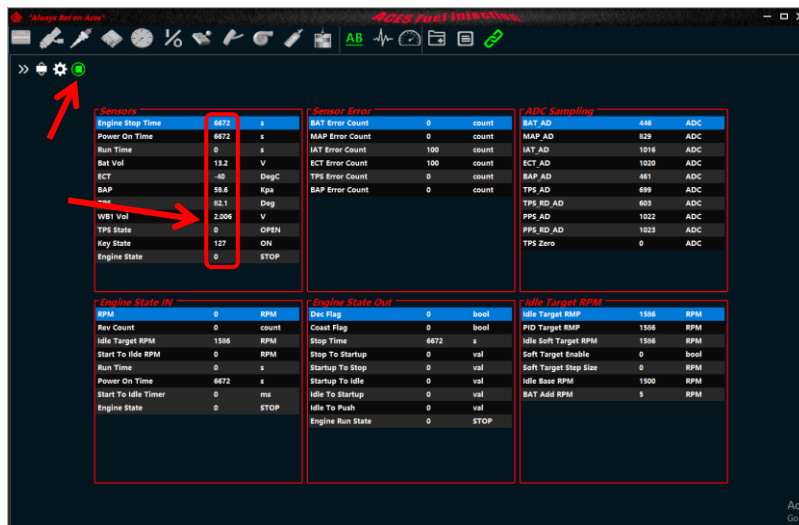 "Always Bet on Aces"
ACES Fuel Injection
AB
Sensors
Engine Stop Time 6672 s
Power On Time 6672 s
Run Time 0 s
Bat Vol 13.2 V
ECT -40 DegC
BAP 59.6 Kpa
TPS 82.1 Deg
WB1 Vol 2.006 V
TPS State 0 OPEN
Key State 127 ON
Engine State 0 STOP
Sensor Error
BAT Error Count 0 count
MAP Error Count 0 count
IAT Error Count 100 count
ECT Error Count 100 count
TPS Error Count 0 count
BAP Error Count 0 count
ADC Sampling
BAT_AD 446 ADC
MAP_AD 829 ADC
IAT_AD 1016 ADC
ECT_AD 1020 ADC
BAP_AD 461 ADC
TPS_AD 699 ADC
TPS_RD_AD 603 ADC
PPS_AD 1022 ADC
PPS_RD_AD 1023 ADC
TPS Zero 0 ADC
Engine State IN
RPM 0 RPM
Rev Count 0 count
Idle Target RPM 1586 RPM
Start To Ilde RPM 0 RPM
Run Time 0 s
Power On Time 6672 s
Start To Idle Timer 0 ms
Engine State 0 STOP
Engine State Out
Dec Flag 0 bool
Coast Flag 0 bool
Stop Time 6672 s
Stop To Startup 0 val
Startup To Stop 0 val
Startup To Idle 0 val
Idle To Startup 0 val
Idle To Push 0 val
Engine Run State 0 STOP
Idle Target RPM
Idle Target RMP 1586 RPM
PID Target RMP 1586 RPM
Idle Soft Target RPM 1586 RPM
Soft Target Enable 0 bool
Soft Target Step Size 0 RPM
Idle Base RPM 1500 RPM
BAT Add RPM 5 RPM
Ac
Go